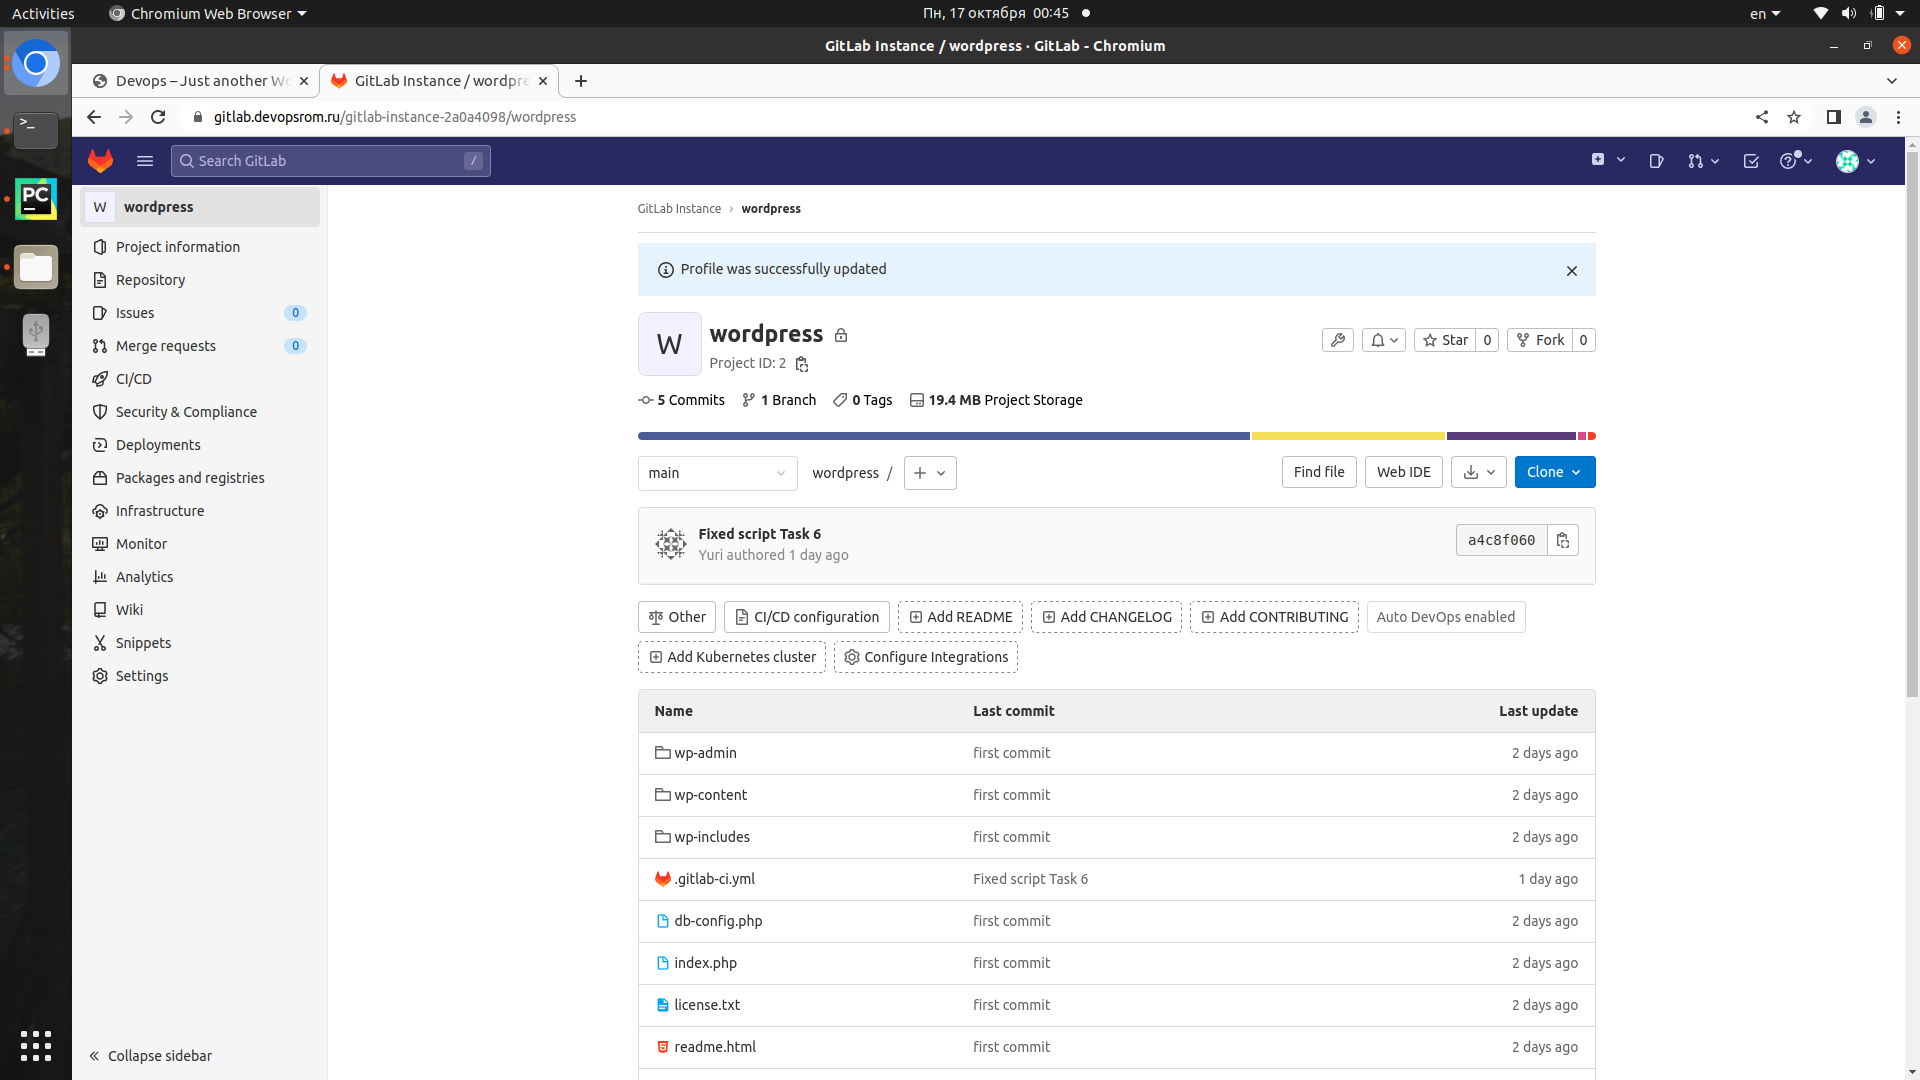 Activities Chromium Web Browser Пн, 17 октября 00:45 en
GitLab Instance / wordpress · GitLab - Chromium
Devops – Just another Wo GitLab Instance / wordpre
gitlab.devopsrom.ru/gitlab-instance-2a0a4098/wordpress
Search GitLab /
W wordpress
Project information
Repository
Issues 0
Merge requests 0
CI/CD
Security & Compliance
Deployments
Packages and registries
Infrastructure
Monitor
Analytics
Wiki
Snippets
Settings
Collapse sidebar
GitLab Instance › wordpress
Profile was successfully updated
W
wordpress
Project ID: 2
Star 0 Fork 0
5 Commits 1 Branch 0 Tags 19.4 MB Project Storage
main wordpress / + Find file Web IDE Clone
Fixed script Task 6
Yuri authored 1 day ago
a4c8f060
Other CI/CD configuration Add README Add CHANGELOG Add CONTRIBUTING Auto DevOps enabled
Add Kubernetes cluster Configure Integrations
Name Last commit Last update
wp-admin first commit 2 days ago
wp-content first commit 2 days ago
wp-includes first commit 2 days ago
.gitlab-ci.yml Fixed script Task 6 1 day ago
db-config.php first commit 2 days ago
index.php first commit 2 days ago
license.txt first commit 2 days ago
readme.html first commit 2 days ago
PC